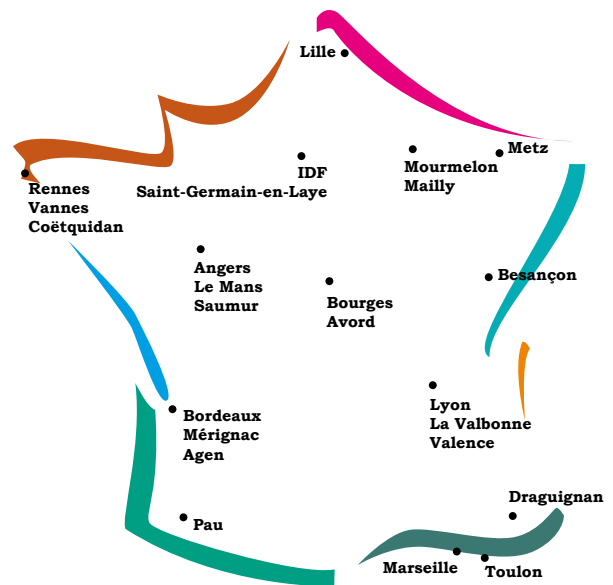 Lille
Metz
IDF
Saint-Germain-en-Laye
Mourmelon
Mailly
Rennes
Vannes
Coëtquidan
Angers
Le Mans
Saumur
Besançon
Bourges
Avord
Lyon
La Valbonne
Valence
Bordeaux
Mérignac
Agen
Draguignan
Pau
Marseille
Toulon